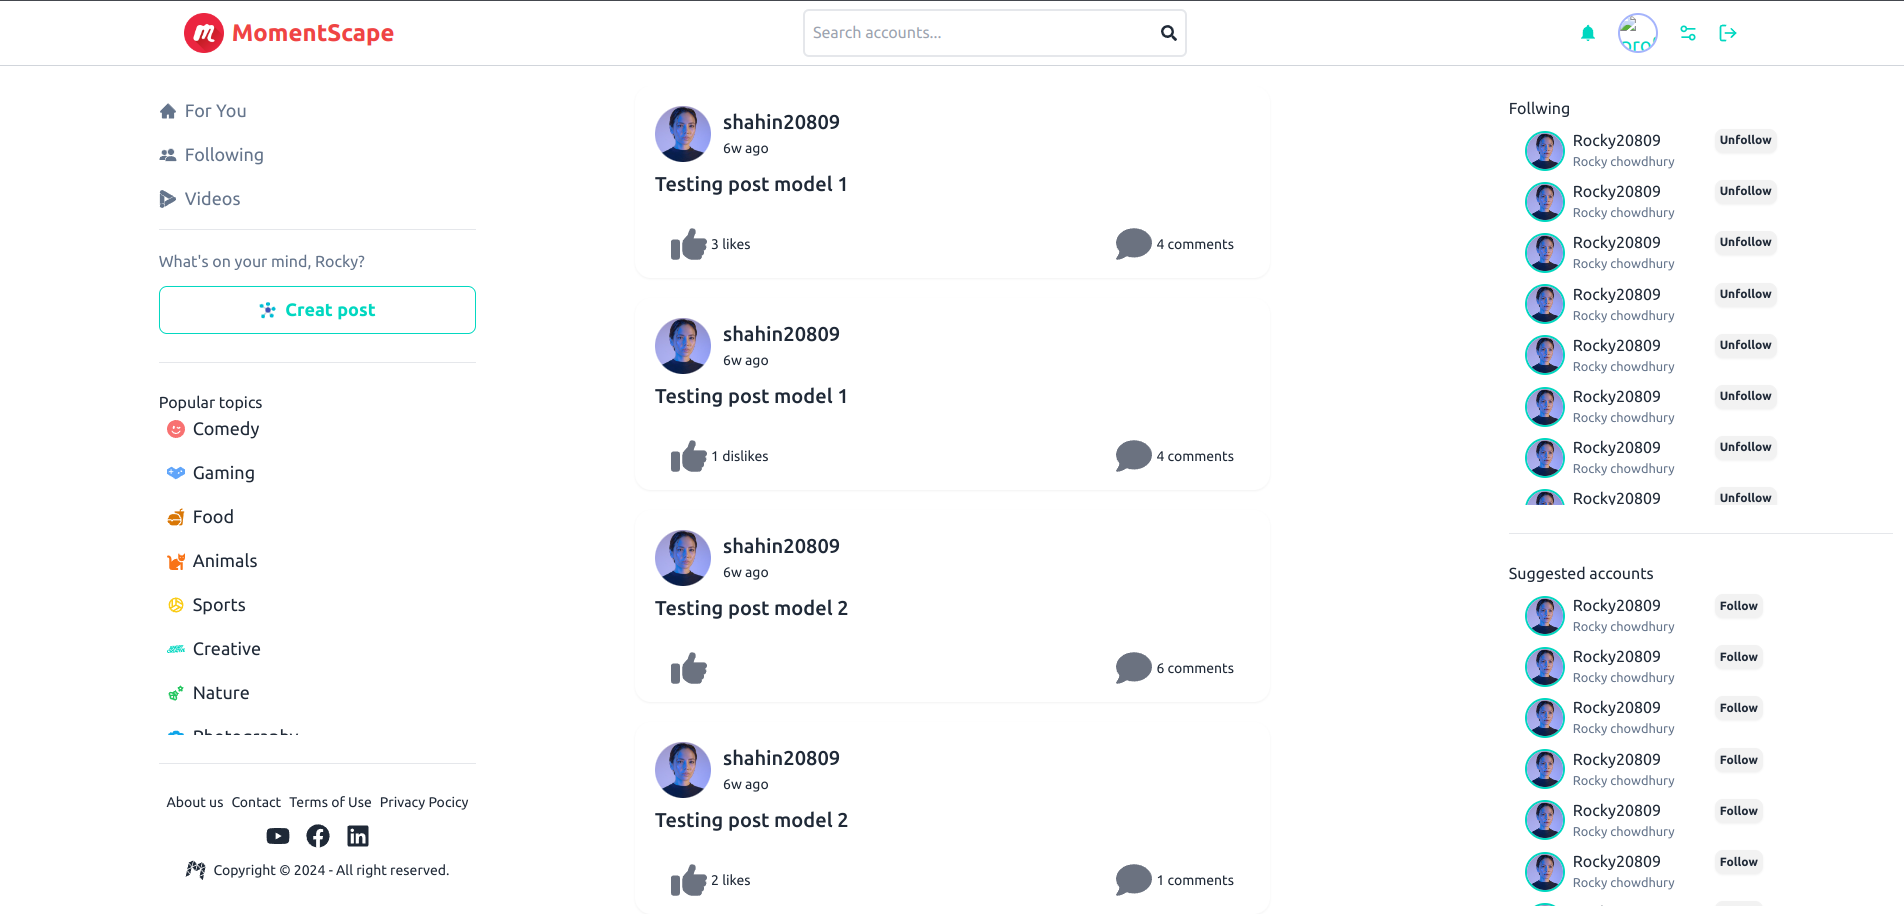 MomentScape
Search accounts...
For You
Following
Videos
What's on your mind, Rocky?
Creat post
Popular topics
Comedy
Gaming
Food
Animals
Sports
Creative
Nature
Photography
About us Contact Terms of Use Privacy Pocicy
Copyright © 2024 - All right reserved.
shahin20809
6w ago
Testing post model 1
3 likes 4 comments
shahin20809
6w ago
Testing post model 1
1 dislikes 4 comments
shahin20809
6w ago
Testing post model 2
6 comments
shahin20809
6w ago
Testing post model 2
2 likes 1 comments
Follwing
Rocky20809 Unfollow
Rocky chowdhury
Rocky20809 Unfollow
Rocky chowdhury
Rocky20809 Unfollow
Rocky chowdhury
Rocky20809 Unfollow
Rocky chowdhury
Rocky20809 Unfollow
Rocky chowdhury
Rocky20809 Unfollow
Rocky chowdhury
Rocky20809 Unfollow
Rocky chowdhury
Rocky20809 Unfollow
Suggested accounts
Rocky20809 Follow
Rocky chowdhury
Rocky20809 Follow
Rocky chowdhury
Rocky20809 Follow
Rocky chowdhury
Rocky20809 Follow
Rocky chowdhury
Rocky20809 Follow
Rocky chowdhury
Rocky20809 Follow
Rocky chowdhury